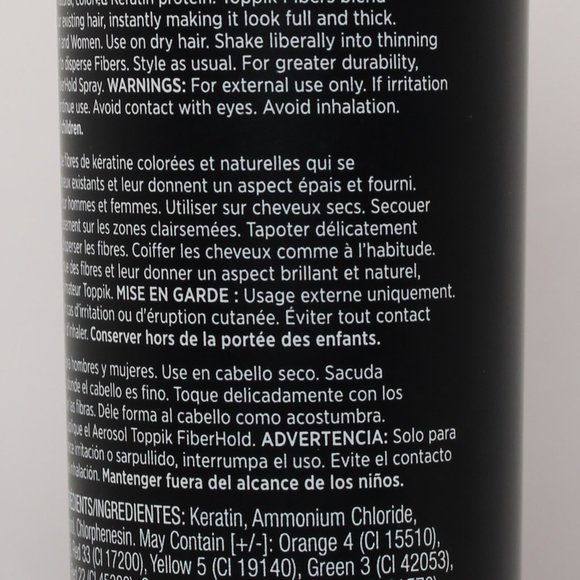 colored Keratin protein. Toppik Fibers blend
existing hair, instantly making it look full and thick.
and Women. Use on dry hair. Shake liberally into thinning
to disperse Fibers. Style as usual. For greater durability,
Hold Spray. WARNINGS: For external use only. If irritation
use. Avoid contact with eyes. Avoid inhalation.
children.
fibres de kératine colorées et naturelles qui se
existants et leur donnent un aspect épais et fourni.
hommes et femmes. Utiliser sur cheveux secs. Secouer
sur les zones clairsemées. Tapoter délicatement
les fibres. Coiffer les cheveux comme à l'habitude.
des fibres et leur donner un aspect brillant et naturel,
Toppik. MISE EN GARDE : Usage externe uniquement.
cas d'irritation ou d'éruption cutanée. Éviter tout contact
d'inhaler. Conserver hors de la portée des enfants.
hombres y mujeres. Use en cabello seco. Sacuda
el cabello es fino. Toque delicadamente con los
las fibras. Déle forma al cabello como acostumbra.
el Aerosol Toppik FiberHold. ADVERTENCIA: Solo para
irritación o sarpullido, interrumpa el uso. Evite el contacto
inhalación. Mantenger fuera del alcance de los niños.
/INGREDIENTES: Keratin, Ammonium Chloride,
Chlorphenesin. May Contain [+/-]: Orange 4 (CI 15510),
Red 33 (CI 17200), Yellow 5 (CI 19140), Green 3 (CI 42053),